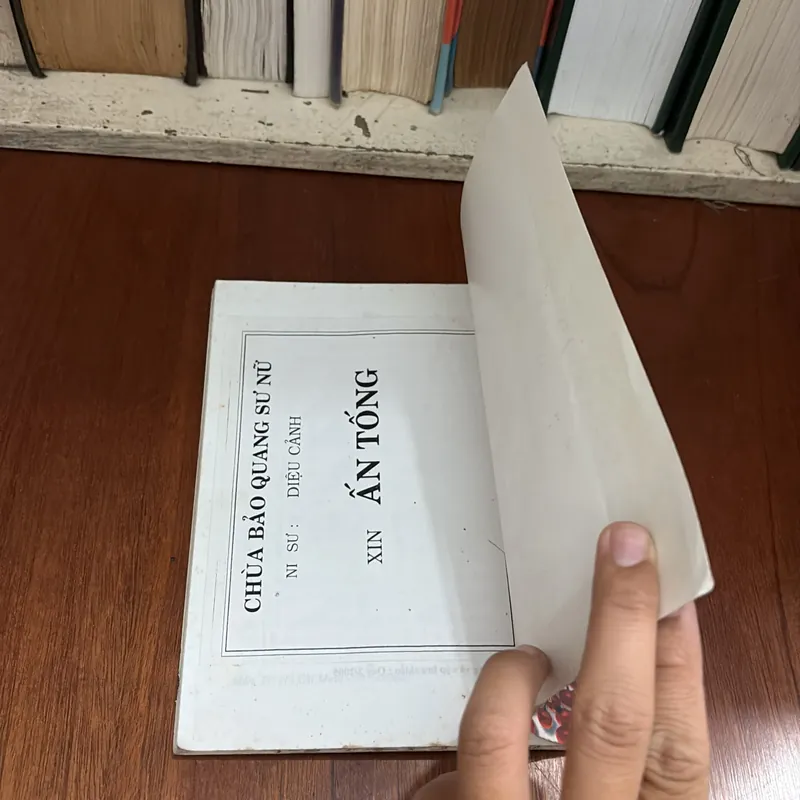 CHÙA BẢO QUANG SƯ NỮ
NI SƯ : DIỆU CẢNH
XIN ẤN TỐNG